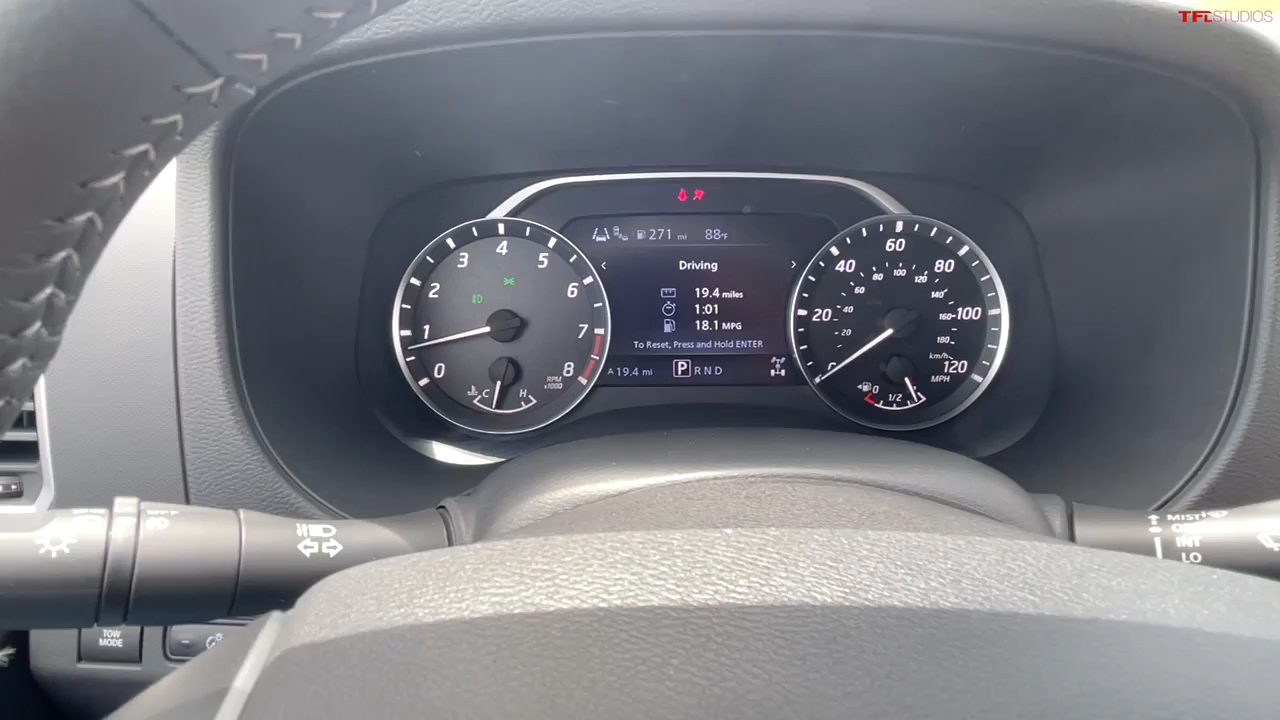 TFLSTUDIOS
271 mi 88°F
< Driving >
19.4 miles
1:01
18.1 MPG
To Reset, Press and Hold ENTER
A 19.4 mi P R N D
0 1 2 3 4 5 6 7 8
RPM
x1000
C H
0 20 40 60 80 100 120
MPH
20 40 60 80 100 120 140 160 180
km/h
0 1/2
MIST
INT
LO
TOW
MODE